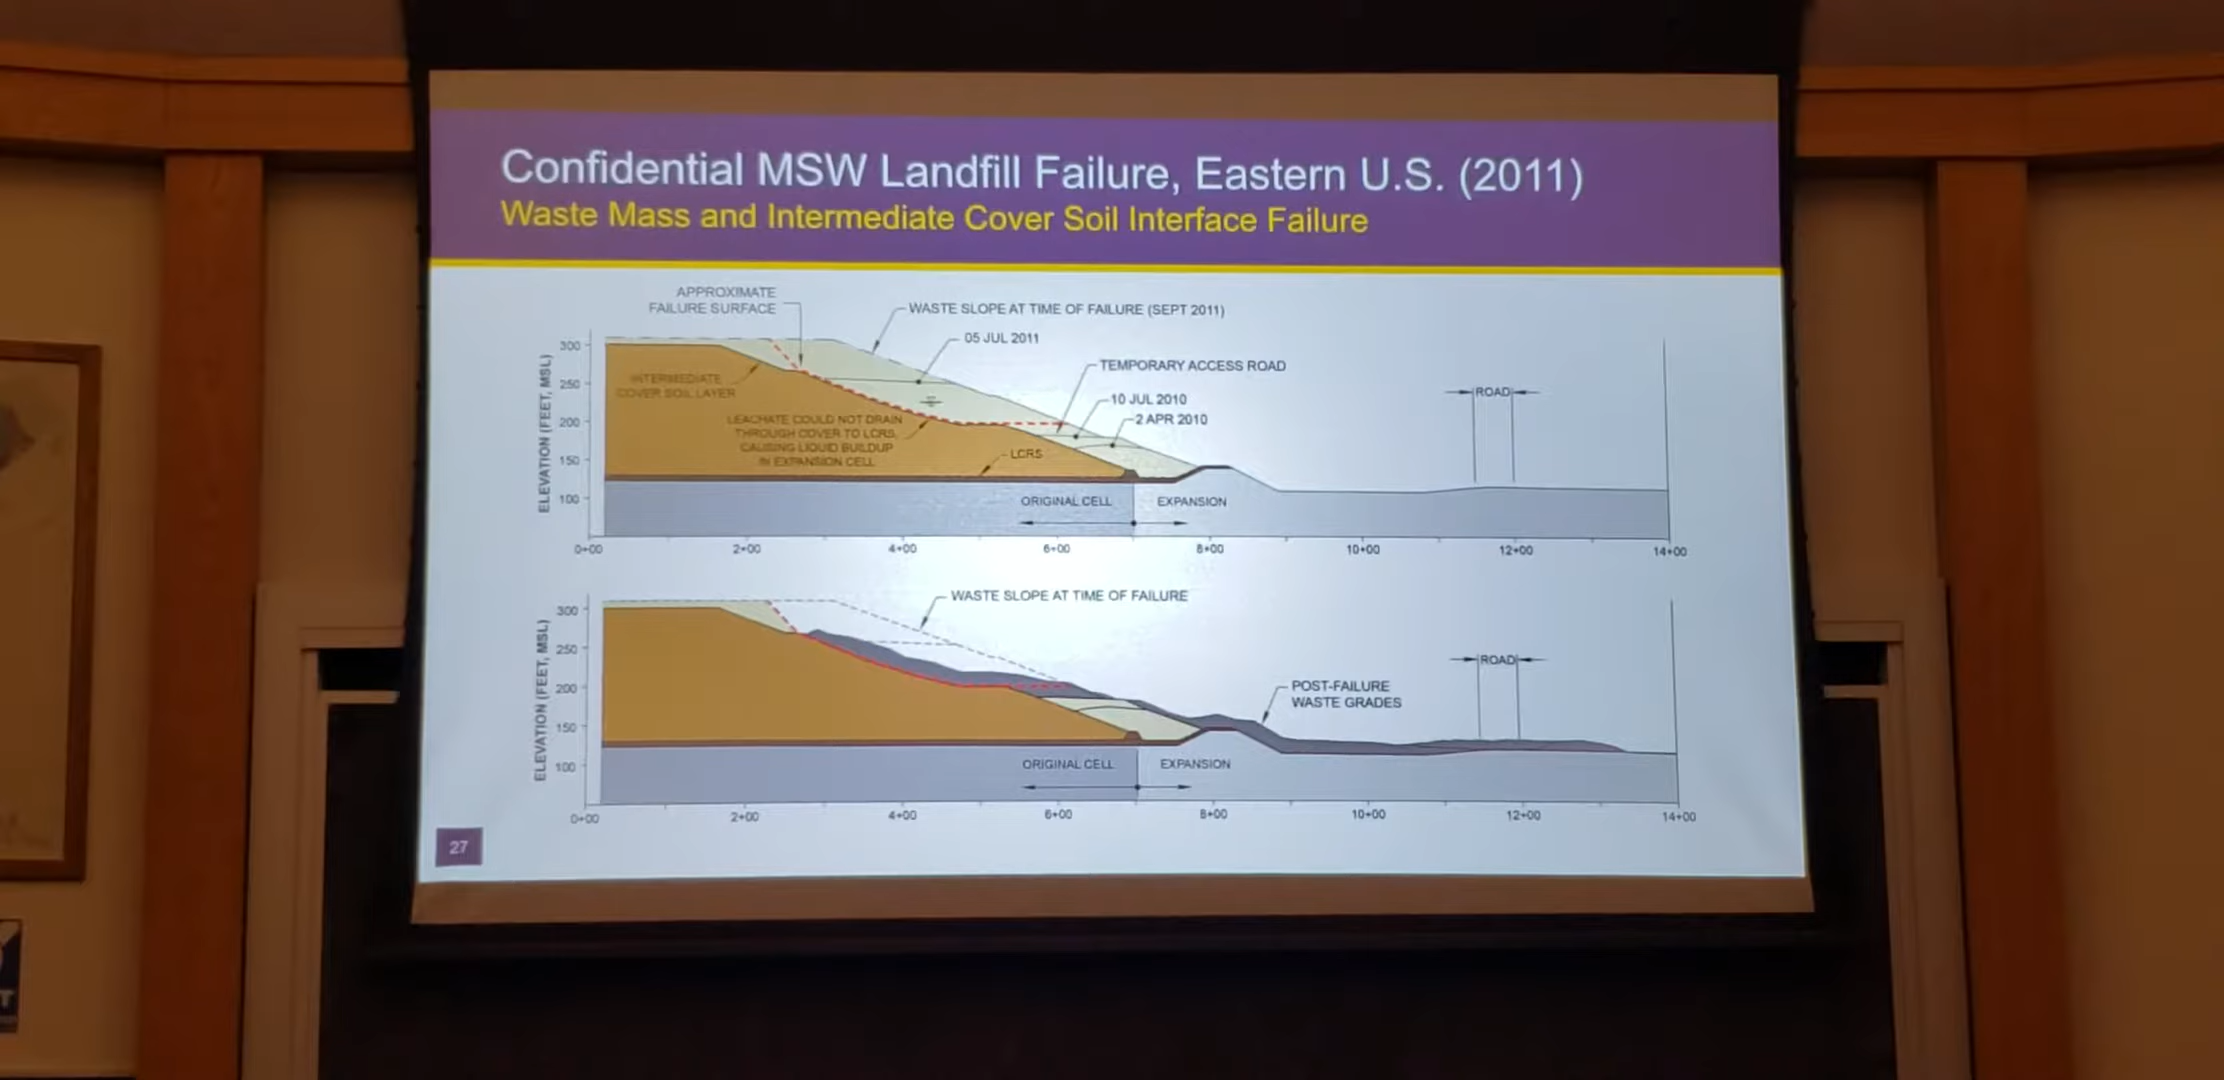 Confidential MSW Landfill Failure, Eastern U.S. (2011)
Waste Mass and Intermediate Cover Soil Interface Failure
APPROXIMATE
FAILURE SURFACE
WASTE SLOPE AT TIME OF FAILURE (SEPT 2011)
05 JUL 2011
TEMPORARY ACCESS ROAD
10 JUL 2010
2 APR 2010
ROAD
INTERMEDIATE
COVER SOIL LAYER
LEACHATE COULD NOT DRAIN
THROUGH COVER TO LCRS,
CAUSING LIQUID BUILDUP
IN EXPANSION CELL
LCRS
ELEVATION (FEET, MSL)
300
250
200
150
100
ORIGINAL CELL
EXPANSION
0+00
2+00
4+00
6+00
8+00
10+00
12+00
14+00
WASTE SLOPE AT TIME OF FAILURE
ROAD
POST-FAILURE
WASTE GRADES
ELEVATION (FEET, MSL)
300
250
200
150
100
ORIGINAL CELL
EXPANSION
0+00
2+00
4+00
6+00
8+00
10+00
12+00
14+00
27
T